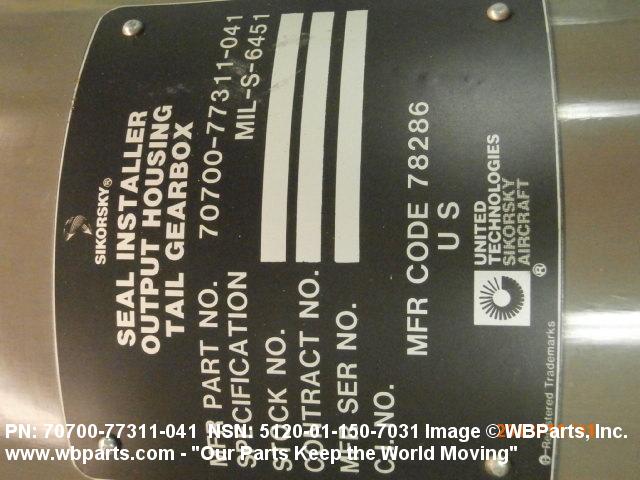 SIKORSKY®
SEAL INSTALLER
OUTPUT HOUSING
TAIL GEARBOX
MFR PART NO. 70700-77311-041
SPECIFICATION MIL-S-6451
STOCK NO.
CONTRACT NO.
MFR SER NO.
NO.
MFR CODE 78286
US
UNITED
TECHNOLOGIES
SIKORSKY
AIRCRAFT
®
Registered Trademarks
PN: 70700-77311-041 NSN: 5120-01-150-7031 Image © WBParts, Inc.
www.wbparts.com - "Our Parts Keep the World Moving"